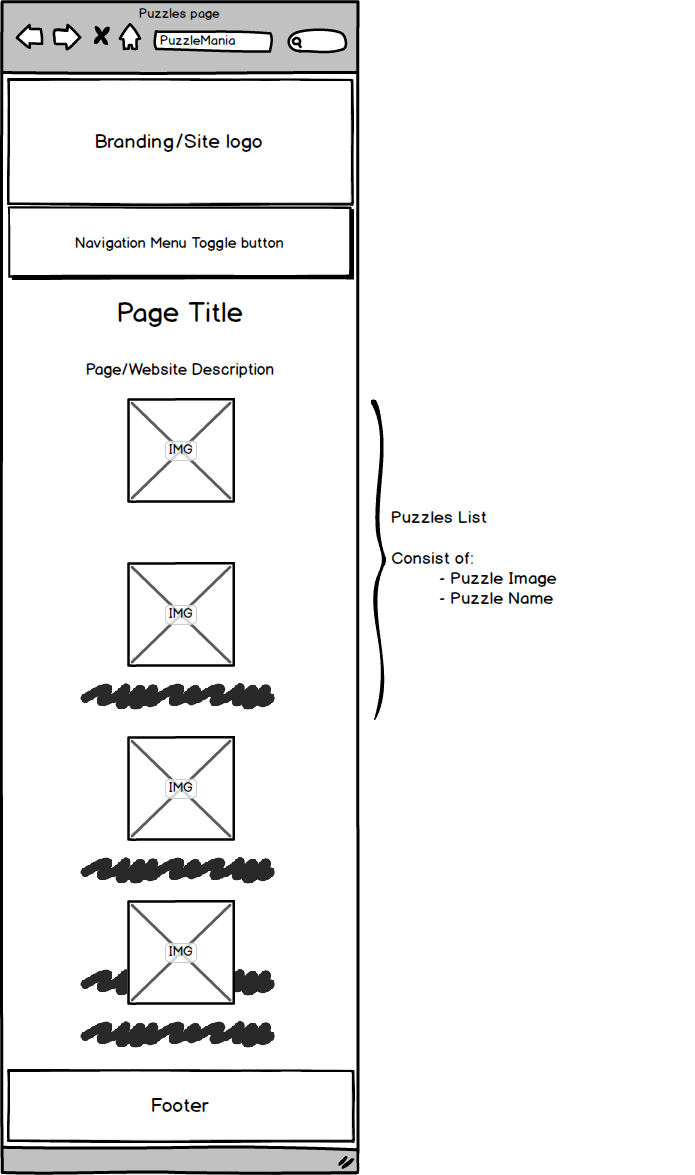 Puzzles page
PuzzleMania
Branding/Site logo
Navigation Menu Toggle button
Page Title
Page/Website Description
IMG
Puzzles List
Consist of:
- Puzzle Image
- Puzzle Name
IMG
IMG
IMG
Footer